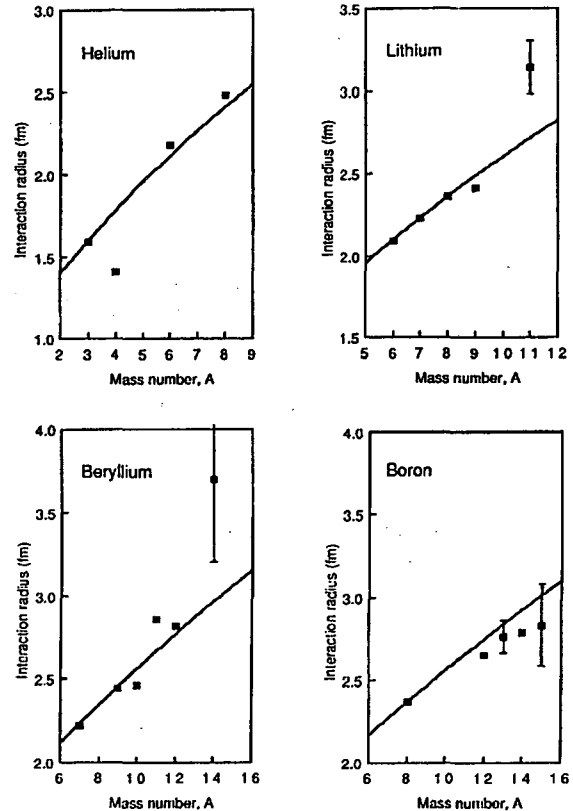 Helium
Interaction radius (fm)
3.0
2.5
2.0
1.5
1.0
2 3 4 5 6 7 8 9
Mass number, A
Lithium
Interaction radius (fm)
3.5
3.0
2.5
2.0
1.5
5 6 7 8 9 10 11 12
Mass number, A
Beryllium
Interaction radius (fm)
4.0
3.5
3.0
2.5
2.0
6 8 10 12 14 16
Mass number, A
Boron
Interaction radius (fm)
4.0
3.5
3.0
2.5
2.0
6 8 10 12 14 16
Mass number, A